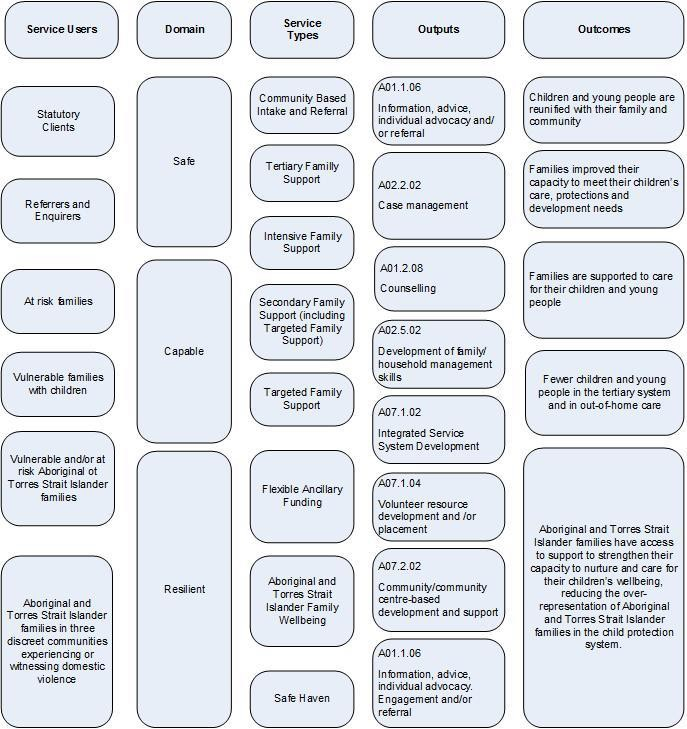 Service Users
Domain
Service
Types
Outputs
Outcomes
Statutory
Clients
Referrers and
Enquirers
At risk families
Vulnerable families
with children
Vulnerable and/or at
risk Aboriginal ot
Torres Strait Islander
families
Aboriginal and
Torres Strait Islander
families in three
discreet communities
experiencing or
witnessing domestic
violence
Safe
Capable
Resilient
Community Based
Intake and Referral
Tertiary Familly
Support
Intensive Family
Support
Secondary Family
Support (including
Targeted Family
Support)
Targeted Family
Support
Flexible Ancillary
Funding
Aboriginal and
Torres Strait
Islander Family
Wellbeing
Safe Haven
A01.1.06
Information, advice,
individual advocacy and/
or referral
A02.2.02
Case management
A01.2.08
Counselling
A02.5.02
Development of family/
household management
skills
A07.1.02
Integrated Service
System Development
A07.1.04
Volunteer resource
development and /or
placement
A07.2.02
Community/community
centre-based
development and support
A01.1.06
Information, advice,
individual advocacy.
Engagement and/or
referral
Children and young people are
reunified with their family and
community
Families improved their
capacity to meet their children's
care, protections and
development needs
Families are supported to care
for their children and young
people
Fewer children and young
people in the tertiary system
and in out-of-home care
Aboriginal and Torres Strait
Islander families have access
to support to strengthen their
capacity to nurture and care for
their children's wellbeing,
reducing the over-
representation of Aboriginal
and Torres Strait Islander
families in the child protection
system.